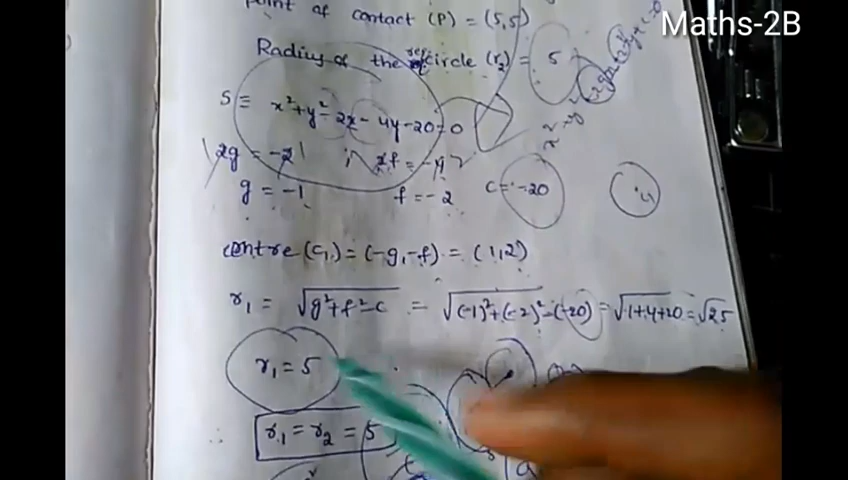 Maths-2B
point of contact (P) = (5,5)
Radius of the req circle (r₂) = 5
S ≡ x²+y²-2x-4y-20=0
2g = -2 ; 2f = -4
g = -1 f = -2 c = -20
centre (c₁) = (-g,-f) = (1,2)
r₁ = √g²+f²-c = √(-1)²+(-2)²-(-20) = √1+4+20 = √25
r₁ = 5
r₁ = r₂ = 5